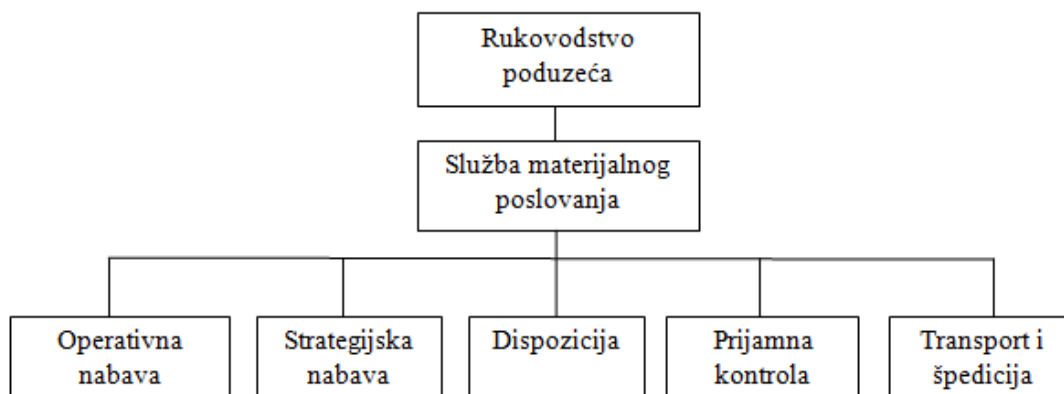 Rukovodstvo
poduzeća
Služba materijalnog
poslovanja
Operativna
nabava
Strategijska
nabava
Dispozicija
Prijamna
kontrola
Transport i
špedicija